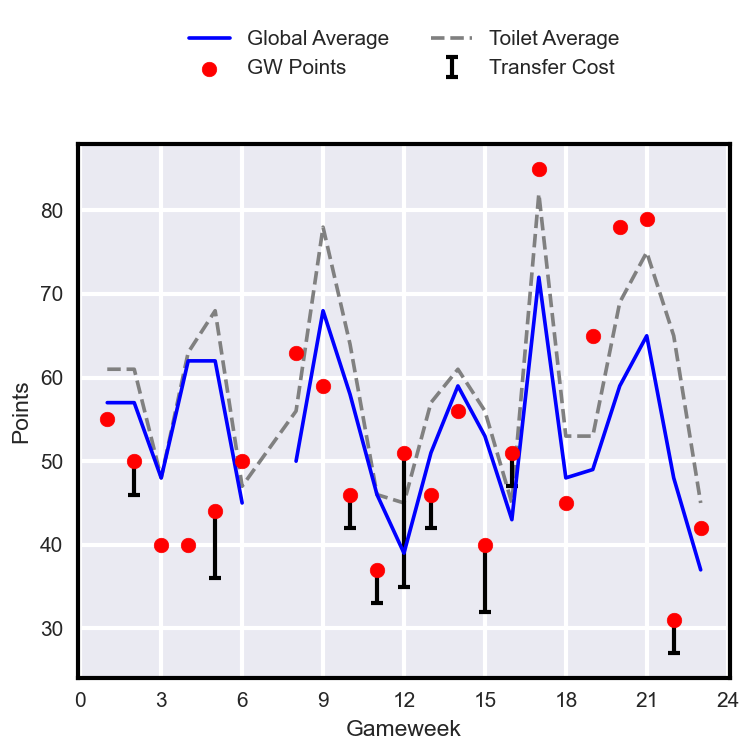 Global Average
Toilet Average
GW Points
Transfer Cost
80
70
60
50
40
30
Points
0 3 6 9 12 15 18 21 24
Gameweek